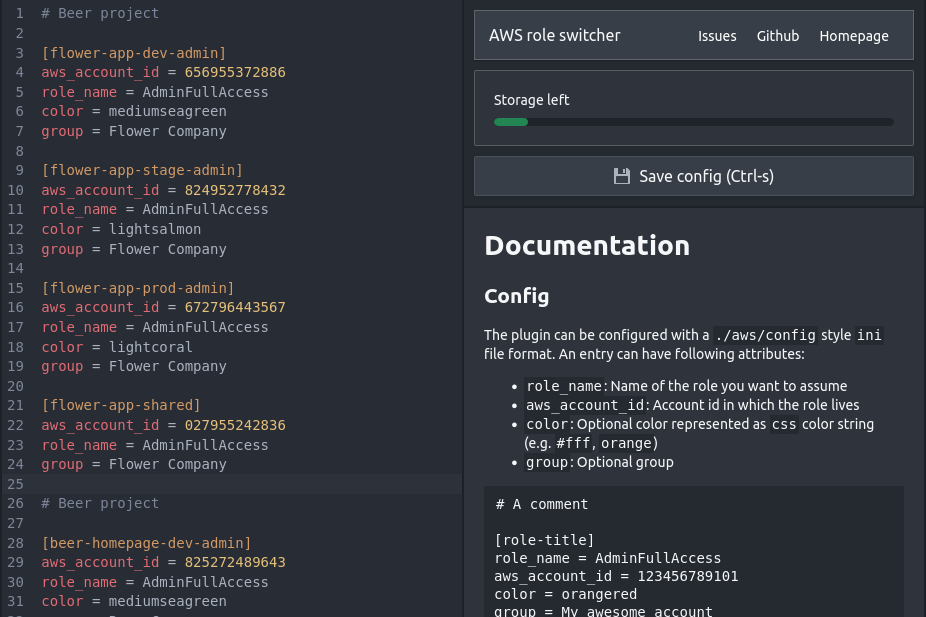 1 # Beer project
2
3 [flower-app-dev-admin]
4 aws_account_id = 656955372886
5 role_name = AdminFullAccess
6 color = mediumseagreen
7 group = Flower Company
8
9 [flower-app-stage-admin]
10 aws_account_id = 824952778432
11 role_name = AdminFullAccess
12 color = lightsalmon
13 group = Flower Company
14
15 [flower-app-prod-admin]
16 aws_account_id = 672796443567
17 role_name = AdminFullAccess
18 color = lightcoral
19 group = Flower Company
20
21 [flower-app-shared]
22 aws_account_id = 027955242836
23 role_name = AdminFullAccess
24 group = Flower Company
25
26 # Beer project
27
28 [beer-homepage-dev-admin]
29 aws_account_id = 825272489643
30 role_name = AdminFullAccess
31 color = mediumseagreen
AWS role switcher
Issues Github Homepage
Storage left
Save config (Ctrl-s)
Documentation
Config
The plugin can be configured with a ./aws/config style ini
file format. An entry can have following attributes:
• role_name: Name of the role you want to assume
• aws_account_id: Account id in which the role lives
• color: Optional color represented as css color string
(e.g. #fff, orange)
• group: Optional group
# A comment
[role-title]
role_name = AdminFullAccess
aws_account_id = 123456789101
color = orangered
group = My awesome account